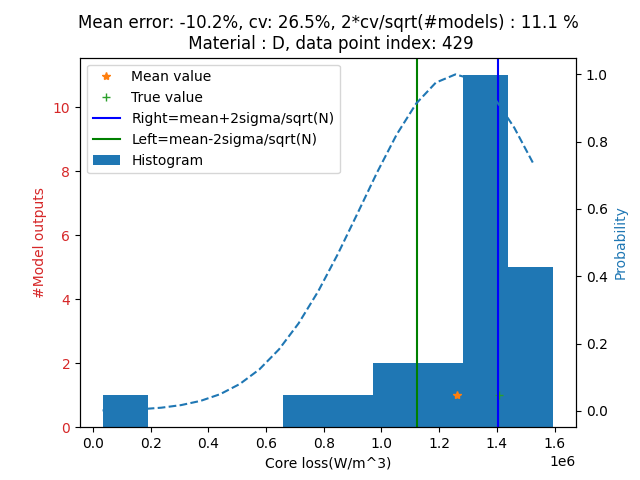 Mean error: -10.2%, cv: 26.5%, 2*cv/sqrt(#models) : 11.1 %
Material : D, data point index: 429
Mean value
True value
Right=mean+2sigma/sqrt(N)
Left=mean-2sigma/sqrt(N)
Histogram
#Model outputs
0
2
4
6
8
10
0.0 0.2 0.4 0.6 0.8 1.0 1.2 1.4 1.6
1e6
Core loss(W/m^3)
Probability
0.0
0.2
0.4
0.6
0.8
1.0